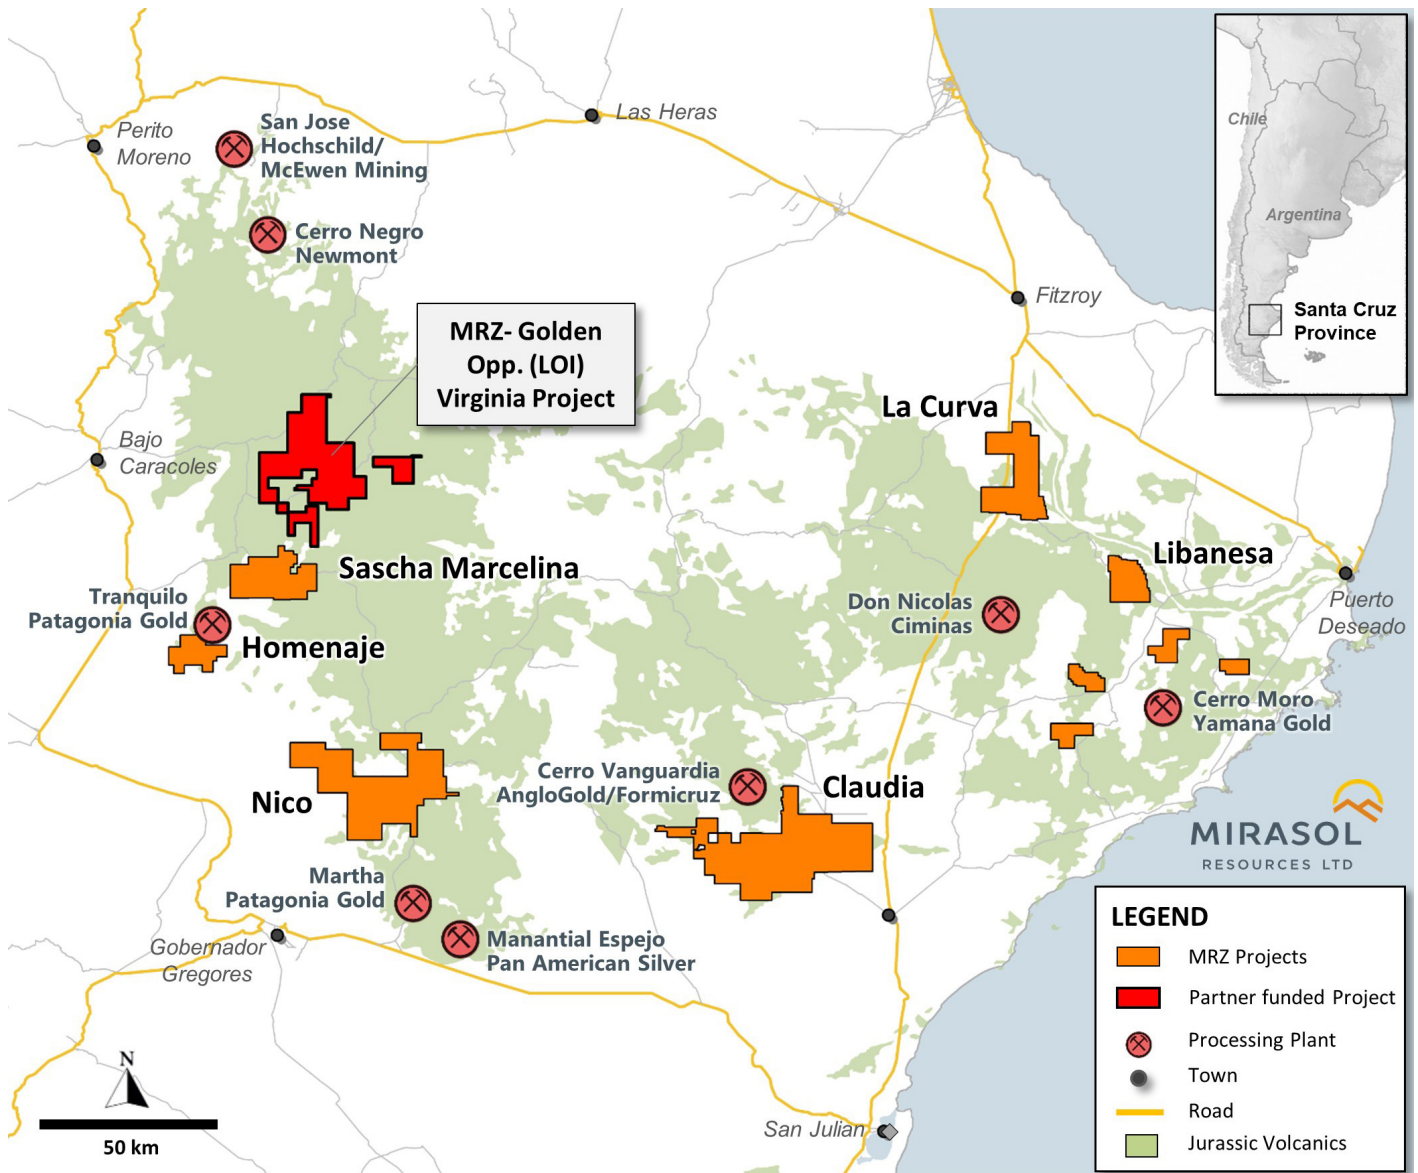 Perito
Moreno
San Jose
Hochschild/
McEwen Mining
Las Heras
Cerro Negro
Newmont
Chile
Argentina
Santa Cruz
Province
Fitzroy
MRZ- Golden
Opp. (LOI)
Virginia Project
La Curva
Bajo
Caracoles
Libanesa
Sascha Marcelina
Tranquilo
Patagonia Gold
Homenaje
Don Nicolas
Ciminas
Puerto
Deseado
Cerro Moro
Yamana Gold
Nico
Cerro Vanguardia
AngloGold/Formicruz
Claudia
MIRASOL
RESOURCES LTD
Martha
Patagonia Gold
Manantial Espejo
Pan American Silver
Gobernador
Gregores
LEGEND
MRZ Projects
Partner funded Project
Processing Plant
Town
Road
Jurassic Volcanics
N
50 km
San Julian